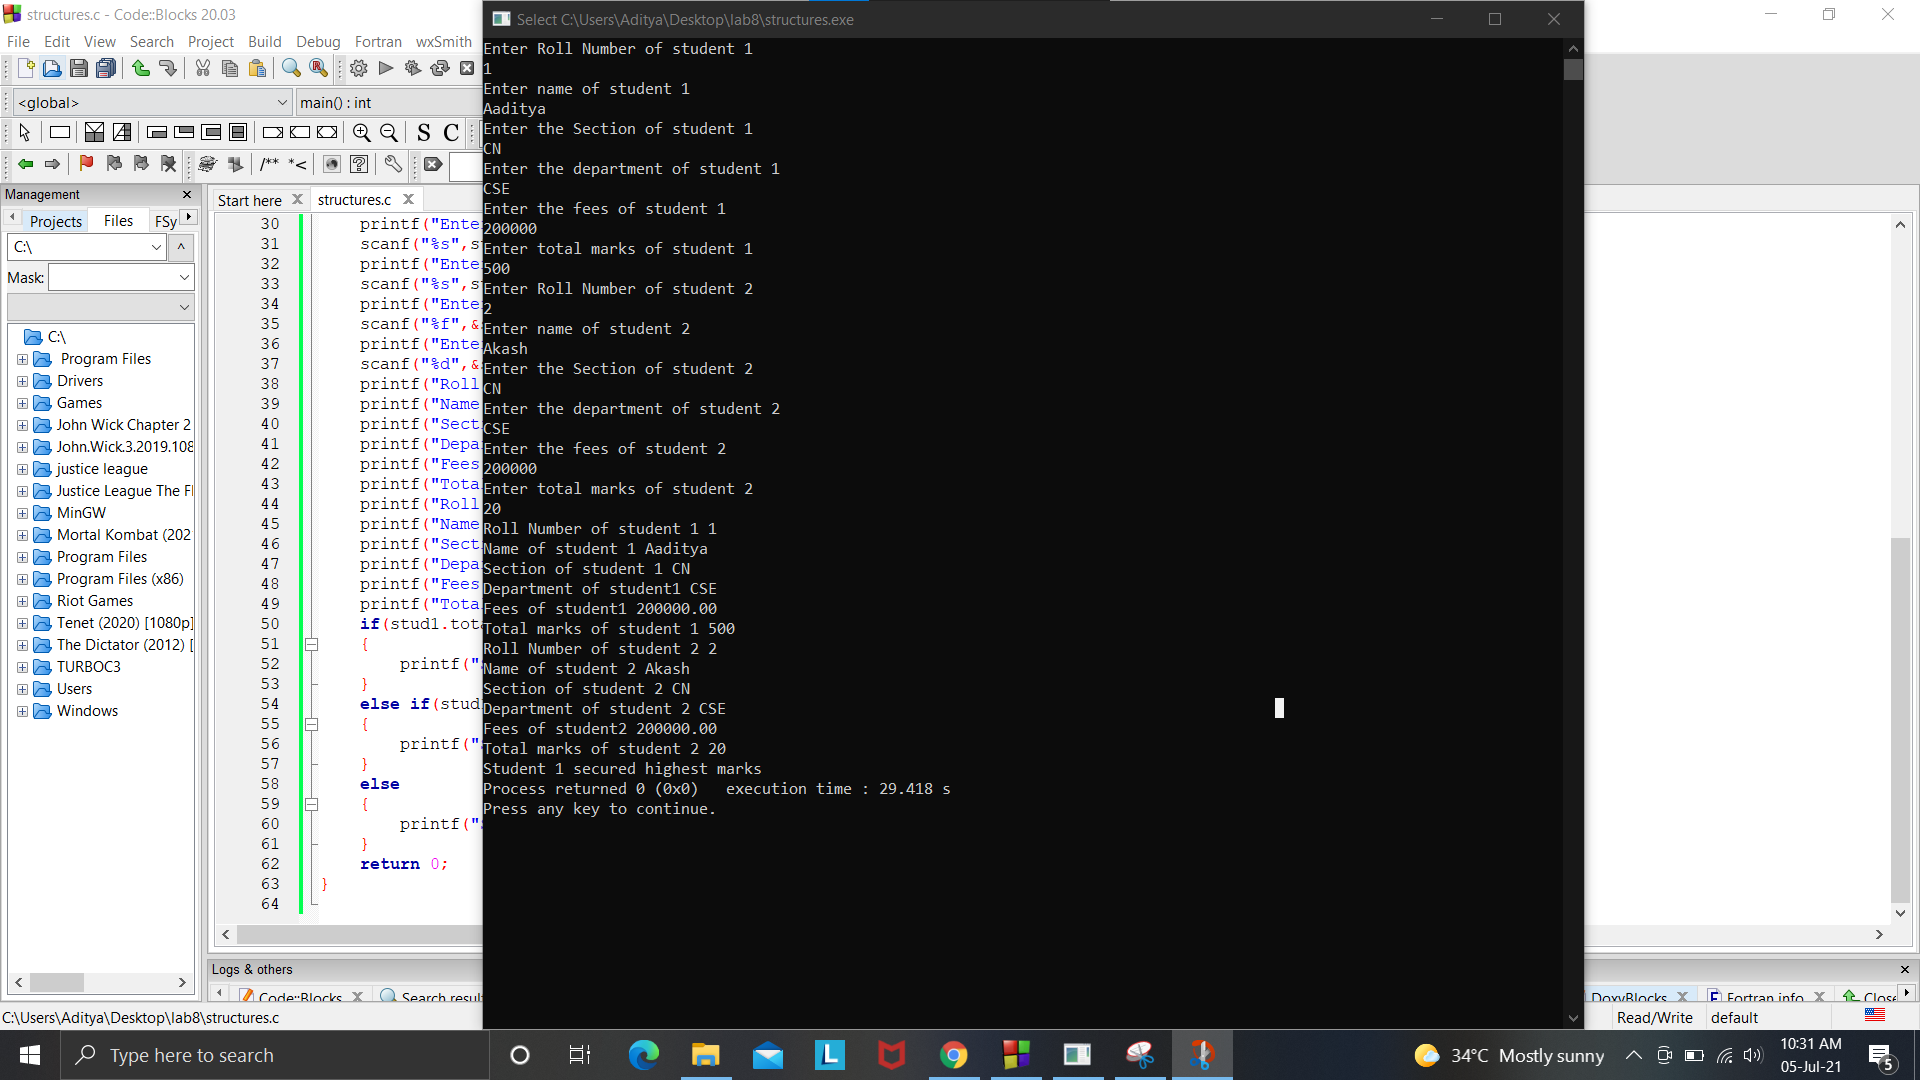 structures.c - Code::Blocks 20.03
File Edit View Search Project Build Debug Fortran wxSmith
<global>
main() : int
S C
/** *<
Management
Projects Files FSy
C:\
Mask:
C:\
Program Files
Drivers
Games
John Wick Chapter 2
John.Wick.3.2019.108
justice league
Justice League The Fl
MinGW
Mortal Kombat (202
Program Files
Program Files (x86)
Riot Games
Tenet (2020) [1080p]
The Dictator (2012) [
TURBOC3
Users
Windows
Start here structures.c
30 printf("Ente
31 scanf("%s",s
32 printf("Ente
33 scanf("%s",s
34 printf("Ente
35 scanf("%f",&
36 printf("Ente
37 scanf("%d",&
38 printf("Roll
39 printf("Name
40 printf("Sect
41 printf("Depa
42 printf("Fees
43 printf("Tota
44 printf("Roll
45 printf("Name
46 printf("Sect
47 printf("Depa
48 printf("Fees
49 printf("Tota
50 if(stud1.tot
51 {
52 printf("
53 }
54 else if(stud
55 {
56 printf("
57 }
58 else
59 {
60 printf("
61 }
62 return 0;
63 }
64
Select C:\Users\Aditya\Desktop\lab8\structures.exe
Enter Roll Number of student 1
1
Enter name of student 1
Aaditya
Enter the Section of student 1
CN
Enter the department of student 1
CSE
Enter the fees of student 1
200000
Enter total marks of student 1
500
Enter Roll Number of student 2
2
Enter name of student 2
Akash
Enter the Section of student 2
CN
Enter the department of student 2
CSE
Enter the fees of student 2
200000
Enter total marks of student 2
20
Roll Number of student 1 1
Name of student 1 Aaditya
Section of student 1 CN
Department of student1 CSE
Fees of student1 200000.00
Total marks of student 1 500
Roll Number of student 2 2
Name of student 2 Akash
Section of student 2 CN
Department of student 2 CSE
Fees of student2 200000.00
Total marks of student 2 20
Student 1 secured highest marks
Process returned 0 (0x0)   execution time : 29.418 s
Press any key to continue.
Logs & others
Code::Blocks Search resul
DoxyBlocks Fortran info Close
C:\Users\Aditya\Desktop\lab8\structures.c
Read/Write default
Type here to search
34°C Mostly sunny
10:31 AM
05-Jul-21
5